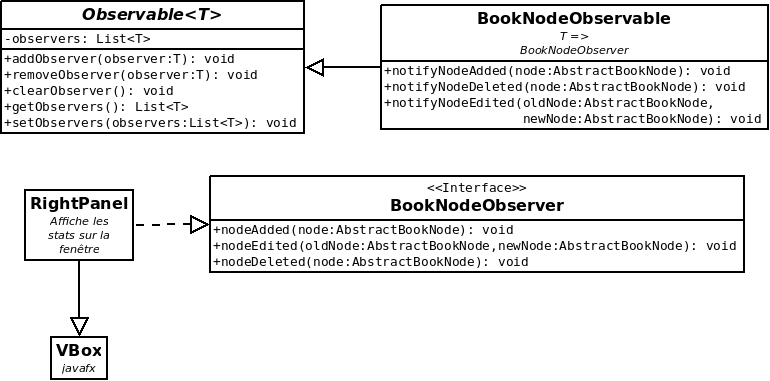 Observable<T>
-observers: List<T>
+addObserver(observer:T): void
+removeObserver(observer:T): void
+clearObserver(): void
+getObservers(): List<T>
+setObservers(observers:List<T>): void
BookNodeObservable
T =>
BookNodeObserver
+notifyNodeAdded(node:AbstractBookNode): void
+notifyNodeDeleted(node:AbstractBookNode): void
+notifyNodeEdited(oldNode:AbstractBookNode,
newNode:AbstractBookNode): void
RightPanel
Affiche les
stats sur la
fenêtre
<<Interface>>
BookNodeObserver
+nodeAdded(node:AbstractBookNode): void
+nodeEdited(oldNode:AbstractBookNode,newNode:AbstractBookNode): void
+nodeDeleted(node:AbstractBookNode): void
VBox
javafx